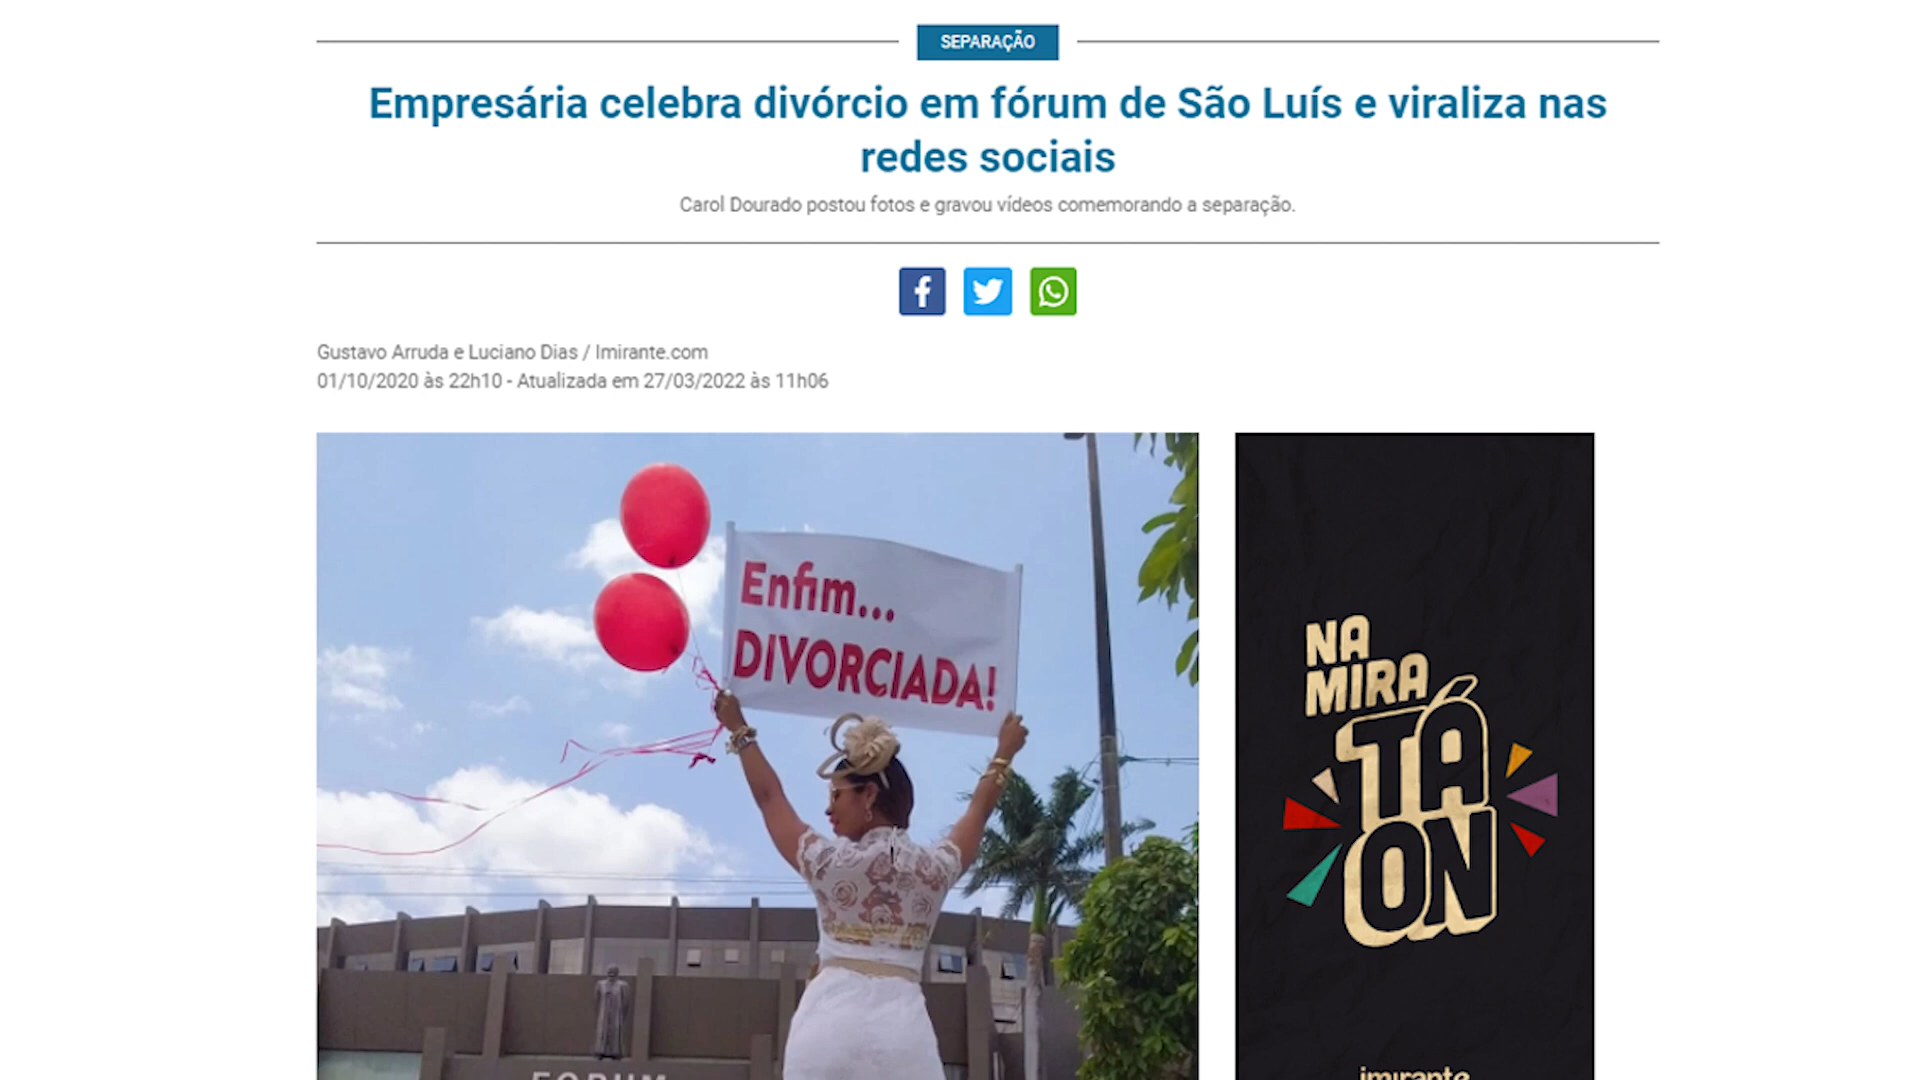 SEPARAÇÃO
Empresária celebra divórcio em fórum de São Luís e viraliza nas
redes sociais
Carol Dourado postou fotos e gravou vídeos comemorando a separação.
Gustavo Arruda e Luciano Dias / Imirante.com
01/10/2020 às 22h10 - Atualizada em 27/03/2022 às 11h06
Enfim...
DIVORCIADA!
FORUM
NA
MIRA
TÁ
ON
imirante